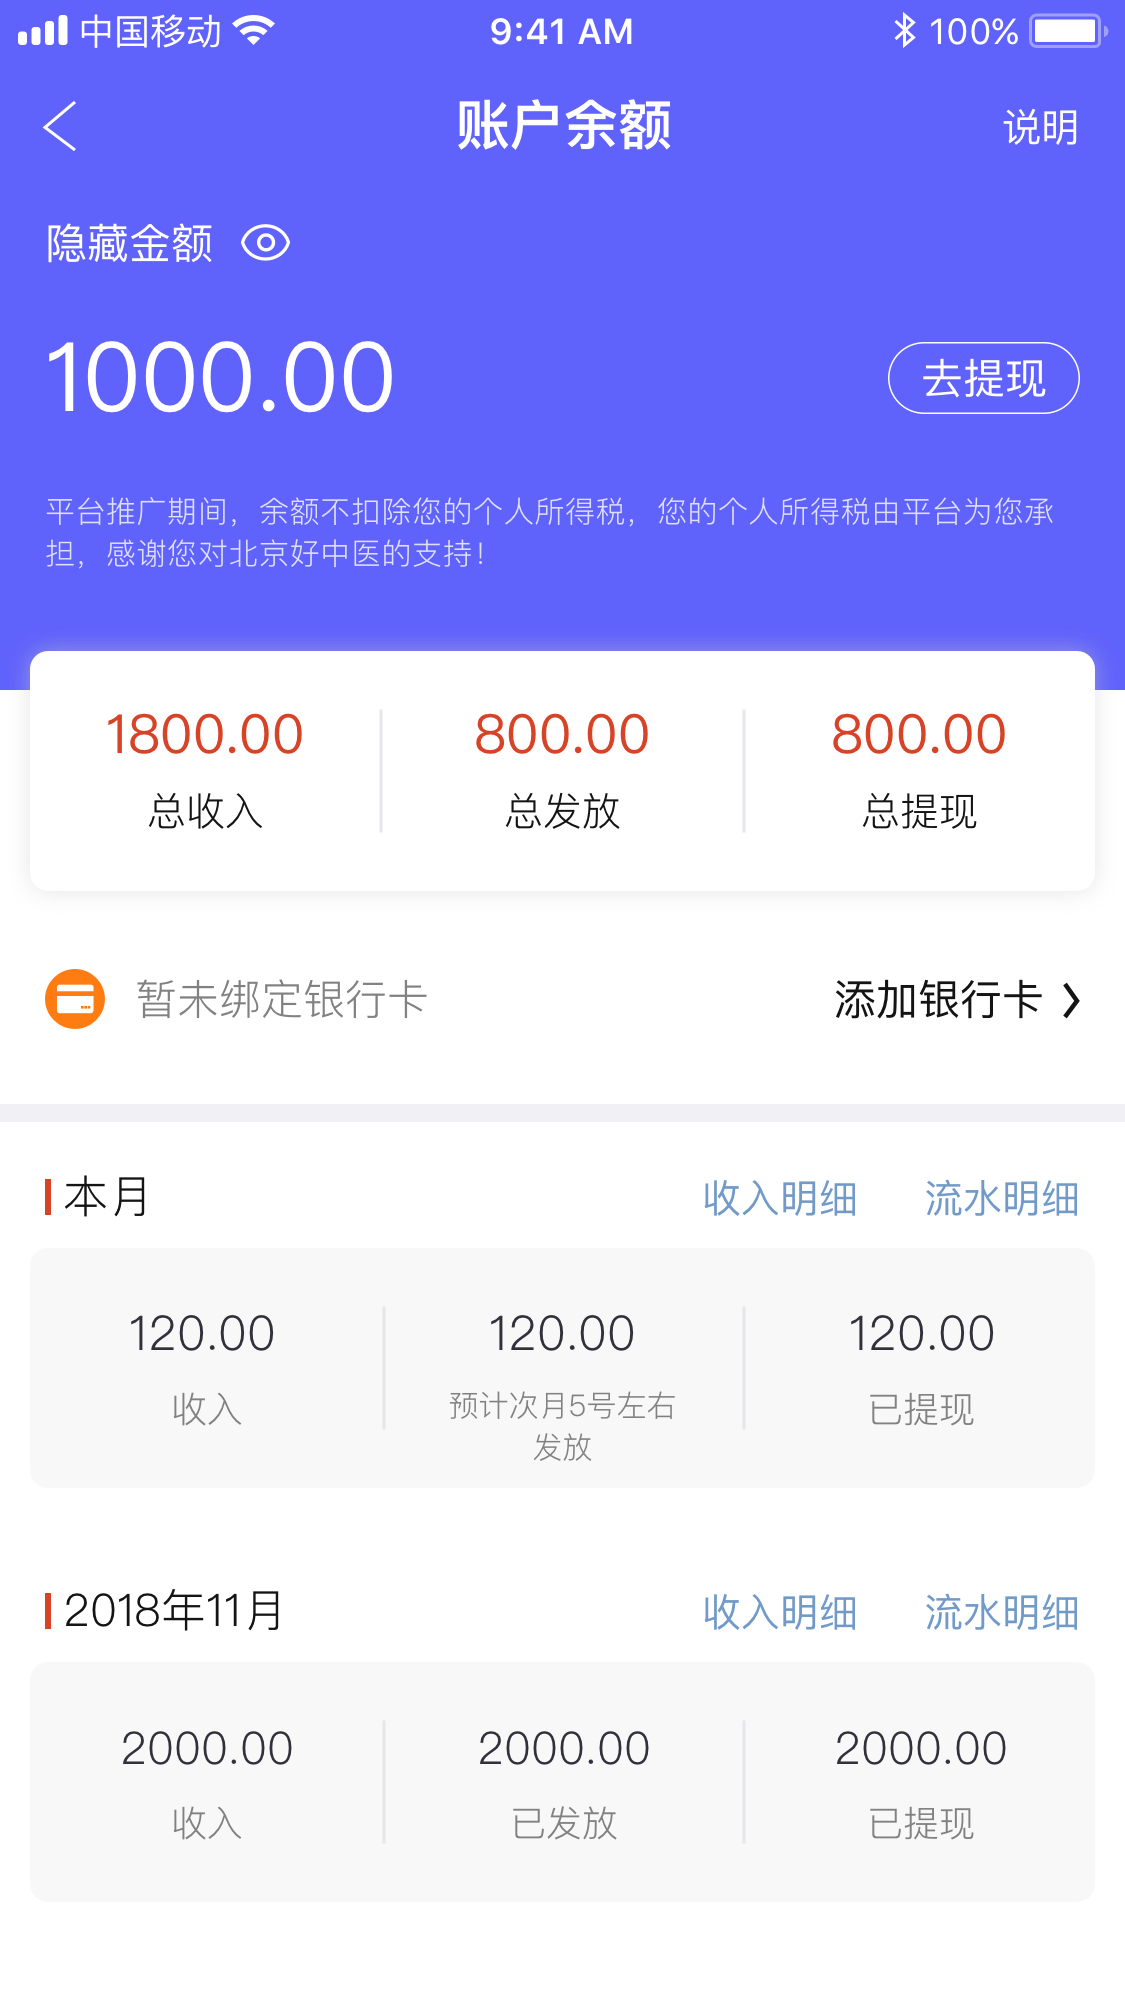 中国移动 9:41 AM 100%
账户余额 说明
隐藏金额
1000.00 去提现
平台推广期间，余额不扣除您的个人所得税，您的个人所得税由平台为您承
担，感谢您对北京好中医的支持！
1800.00 800.00 800.00
总收入 总发放 总提现
暂未绑定银行卡 添加银行卡
本月 收入明细 流水明细
120.00 120.00 120.00
收入 预计次月5号左右 已提现
发放
2018年11月 收入明细 流水明细
2000.00 2000.00 2000.00
收入 已发放 已提现